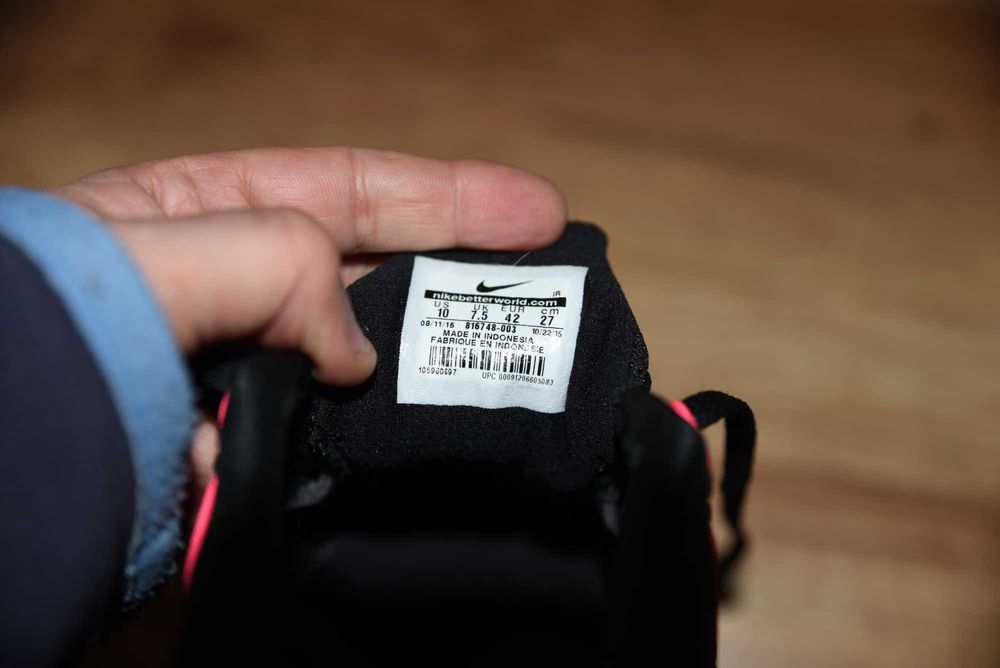 IR
nikebetterworld.com
US UK EUR cm
10 7.5 42 27
08/11/15 816748-003 10/22/15
MADE IN INDONESIA
FABRIQUE EN INDONESIE
UPC 00091206605083